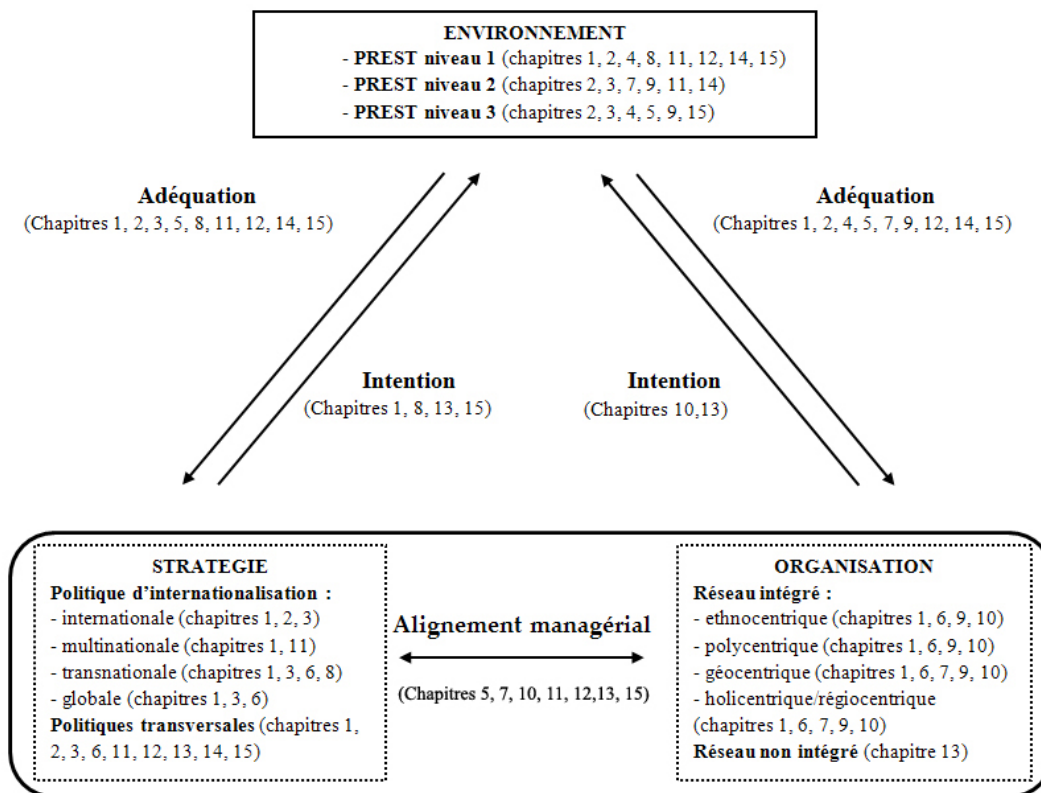 ENVIRONNEMENT
- PREST niveau 1 (chapitres 1, 2, 4, 8, 11, 12, 14, 15)
- PREST niveau 2 (chapitres 2, 3, 7, 9, 11, 14)
- PREST niveau 3 (chapitres 2, 3, 4, 5, 9, 15)
Adéquation
(Chapitres 1, 2, 3, 5, 8, 11, 12, 14, 15)
Adéquation
(Chapitres 1, 2, 4, 5, 7, 9, 12, 14, 15)
Intention
(Chapitres 1, 8, 13, 15)
Intention
(Chapitres 10,13)
STRATEGIE
Politique d’internationalisation :
- internationale (chapitres 1, 2, 3)
- multinationale (chapitres 1, 11)
- transnationale (chapitres 1, 3, 6, 8)
- globale (chapitres 1, 3, 6)
Politiques transversales (chapitres 1,
2, 3, 6, 11, 12, 13, 14, 15)
Alignement managérial
(Chapitres 5, 7, 10, 11, 12,13, 15)
ORGANISATION
Réseau intégré :
- ethnocentrique (chapitres 1, 6, 9, 10)
- polycentrique (chapitres 1, 6, 9, 10)
- géocentrique (chapitres 1, 6, 7, 9, 10)
- holicentrique/régiocentrique
(chapitres 1, 6, 7, 9, 10)
Réseau non intégré (chapitre 13)